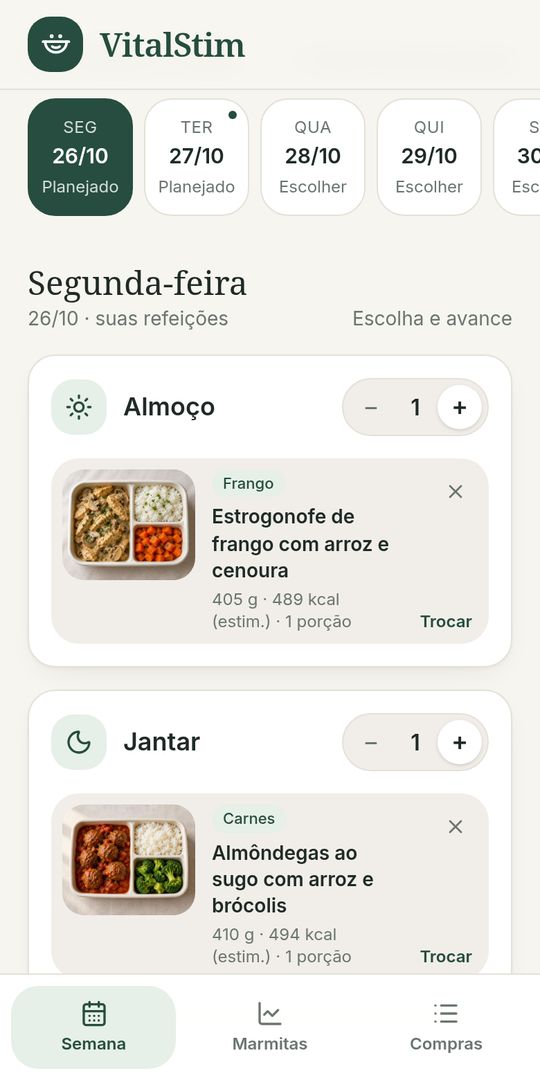 VitalStim
SEG
26/10
Planejado
TER
27/10
Planejado
QUA
28/10
Escolher
QUI
29/10
Escolher
S
30
Esc
Segunda-feira
26/10 · suas refeições
Escolha e avance
Almoço
− 1 +
Frango
Estrogonofe de
frango com arroz e
cenoura
405 g · 489 kcal
(estim.) · 1 porção
Trocar
Jantar
− 1 +
Carnes
Almôndegas ao
sugo com arroz e
brócolis
410 g · 494 kcal
(estim.) · 1 porção
Trocar
Semana
Marmitas
Compras